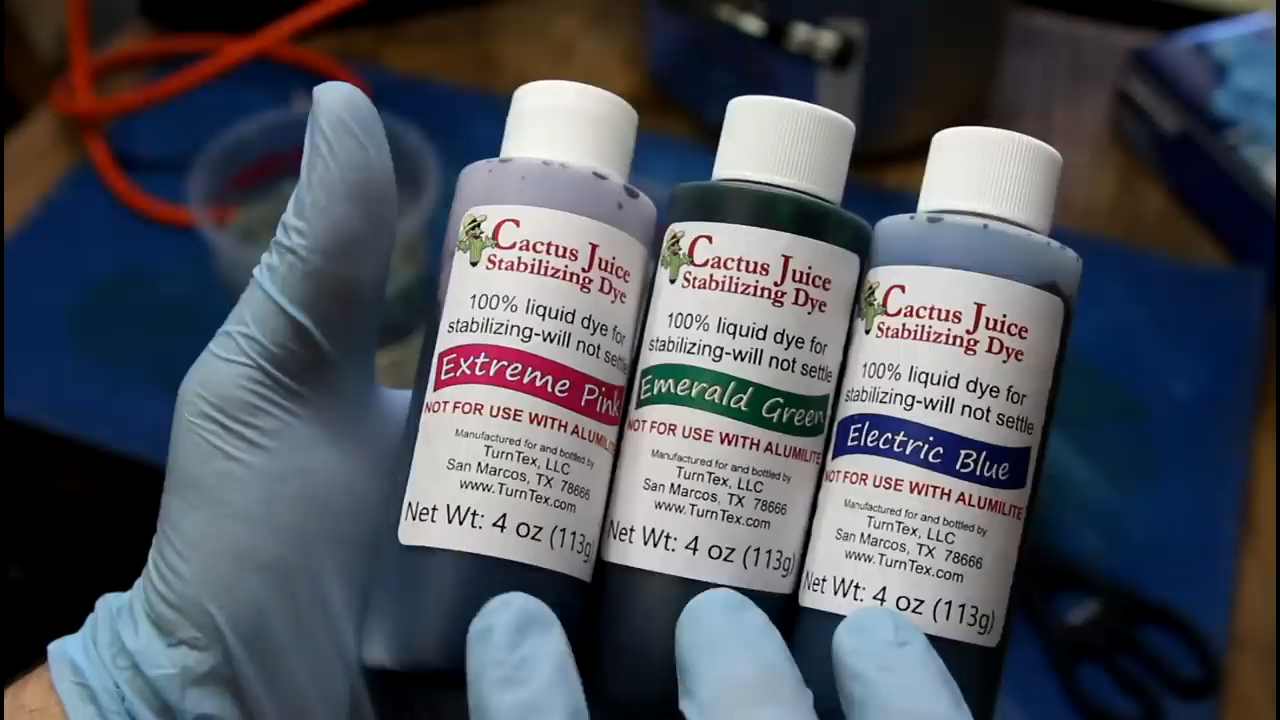 Cactus Juice
Stabilizing Dye
100% liquid dye for
stabilizing-will not settle
Extreme Pink
NOT FOR USE WITH ALUMILITE
Manufactured for and bottled by
TurnTex, LLC
San Marcos, TX 78666
www.TurnTex.com
Net Wt: 4 oz (113g)
Cactus Juice
Stabilizing Dye
100% liquid dye for
stabilizing-will not settle
Emerald Green
NOT FOR USE WITH ALUMILITE
Manufactured for and bottled by
TurnTex, LLC
San Marcos, TX 78666
www.TurnTex.com
Net Wt: 4 oz (113g)
Cactus Juice
Stabilizing Dye
100% liquid dye for
stabilizing-will not settle
Electric Blue
NOT FOR USE WITH ALUMILITE
Manufactured for and bottled by
TurnTex, LLC
San Marcos, TX 78666
www.TurnTex.com
Net Wt: 4 oz (113g)